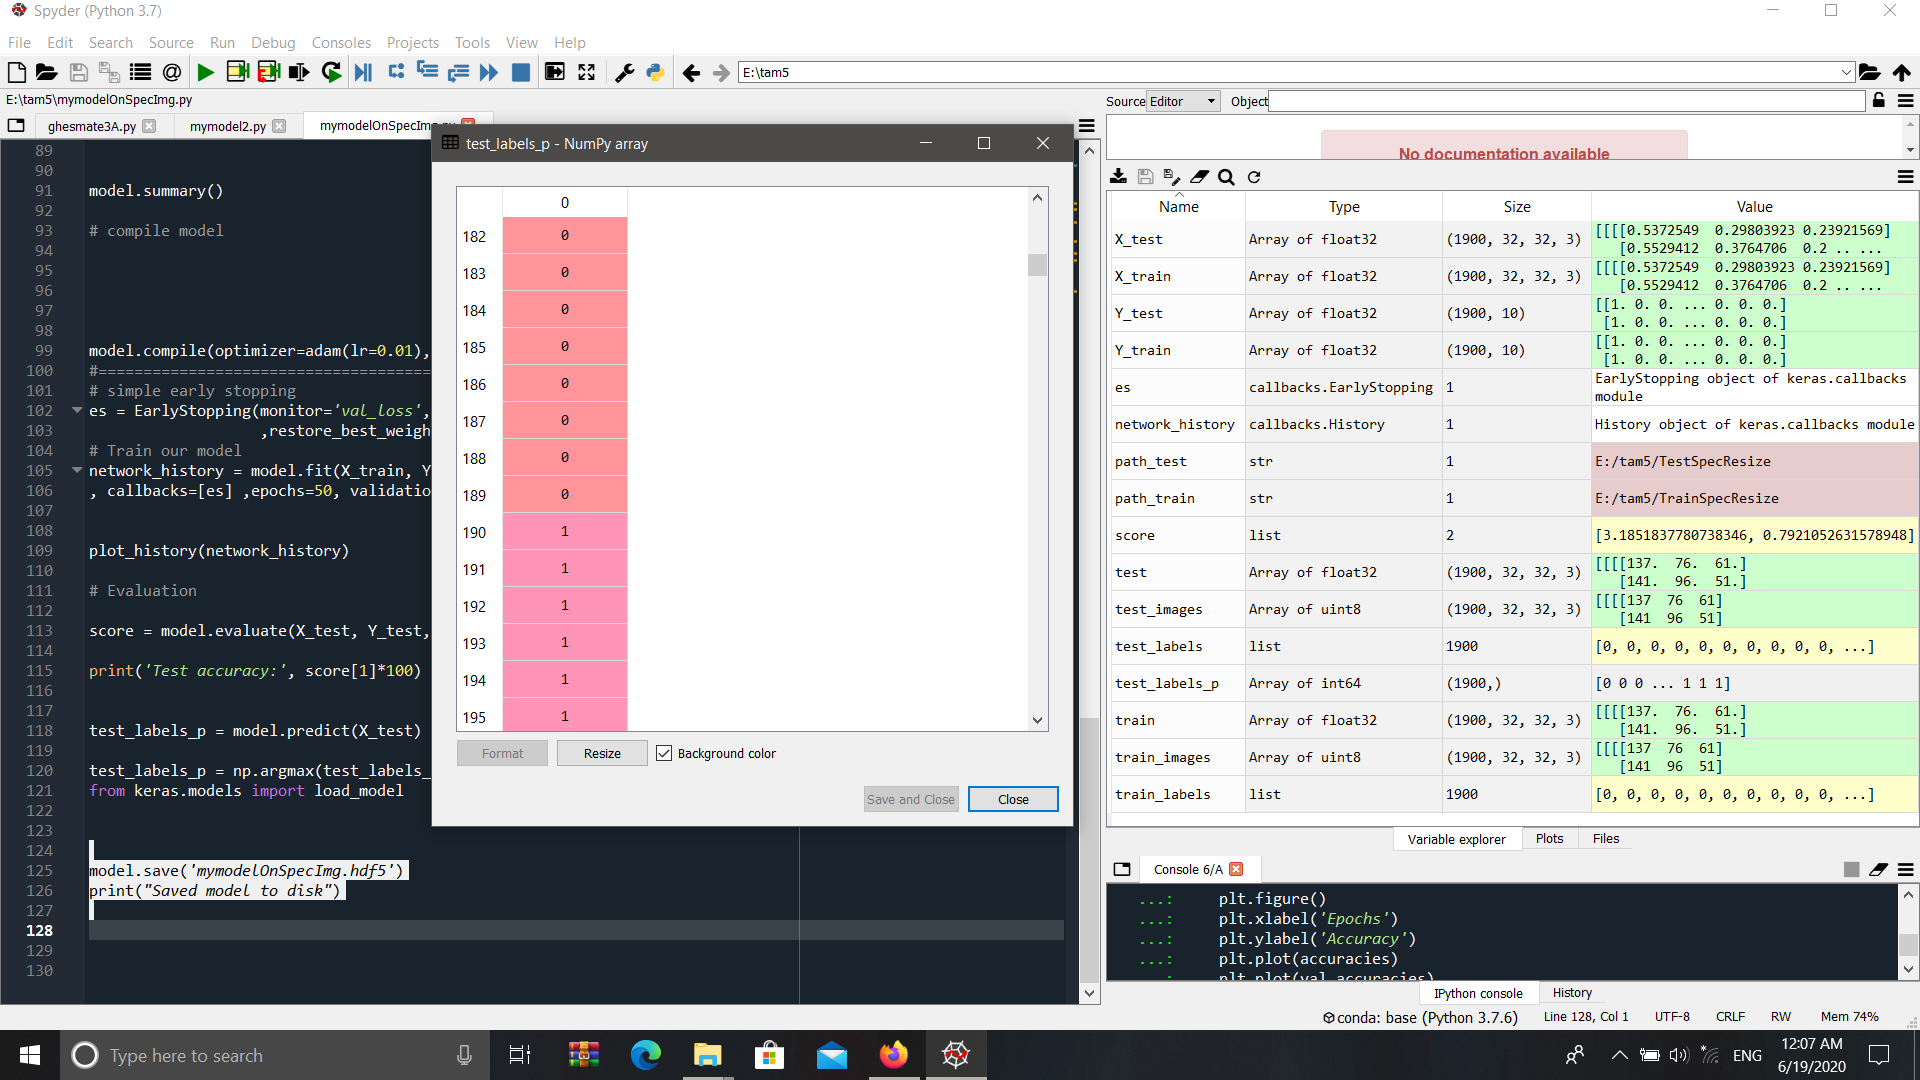 Spyder (Python 3.7)
File Edit Search Source Run Debug Consoles Projects Tools View Help
E:\tam5
E:\tam5\mymodelOnSpecImg.py
ghesmate3A.py
mymodel2.py
mymodelOnSpecImg.py
89
90
91 model.summary()
92
93 # compile model
94
95
96
97
98
99 model.compile(optimizer=adam(lr=0.01),
100 #=====================================
101 # simple early stopping
102 es = EarlyStopping(monitor='val_loss',
103 ,restore_best_weigh
104 # Train our model
105 network_history = model.fit(X_train, Y
106 , callbacks=[es] ,epochs=50, validatio
107
108
109 plot_history(network_history)
110
111 # Evaluation
112
113 score = model.evaluate(X_test, Y_test,
114
115 print('Test accuracy:', score[1]*100)
116
117
118 test_labels_p = model.predict(X_test)
119
120 test_labels_p = np.argmax(test_labels_
121 from keras.models import load_model
122
123
124
125 model.save('mymodelOnSpecImg.hdf5')
126 print("Saved model to disk")
127
128
129
130
test_labels_p - NumPy array
0
182 0
183 0
184 0
185 0
186 0
187 0
188 0
189 0
190 1
191 1
192 1
193 1
194 1
195 1
Format Resize Background color
Save and Close Close
Source Editor Object
No documentation available
Name Type Size Value
X_test Array of float32 (1900, 32, 32, 3) [[[[0.5372549 0.29803923 0.23921569]
[0.5529412 0.3764706 0.2 .. ...
X_train Array of float32 (1900, 32, 32, 3) [[[[0.5372549 0.29803923 0.23921569]
[0.5529412 0.3764706 0.2 .. ...
Y_test Array of float32 (1900, 10) [[1. 0. 0. ... 0. 0. 0.]
[1. 0. 0. ... 0. 0. 0.]
Y_train Array of float32 (1900, 10) [[1. 0. 0. ... 0. 0. 0.]
[1. 0. 0. ... 0. 0. 0.]
es callbacks.EarlyStopping 1 EarlyStopping object of keras.callbacks
module
network_history callbacks.History 1 History object of keras.callbacks module
path_test str 1 E:/tam5/TestSpecResize
path_train str 1 E:/tam5/TrainSpecResize
score list 2 [3.1851837780738346, 0.7921052631578948]
test Array of float32 (1900, 32, 32, 3) [[[[137. 76. 61.]
[141. 96. 51.]
test_images Array of uint8 (1900, 32, 32, 3) [[[[137 76 61]
[141 96 51]
test_labels list 1900 [0, 0, 0, 0, 0, 0, 0, 0, 0, 0, ...]
test_labels_p Array of int64 (1900,) [0 0 0 ... 1 1 1]
train Array of float32 (1900, 32, 32, 3) [[[[137. 76. 61.]
[141. 96. 51.]
train_images Array of uint8 (1900, 32, 32, 3) [[[[137 76 61]
[141 96 51]
train_labels list 1900 [0, 0, 0, 0, 0, 0, 0, 0, 0, 0, ...]
Variable explorer Plots Files
Console 6/A
...: plt.figure()
...: plt.xlabel('Epochs')
...: plt.ylabel('Accuracy')
...: plt.plot(accuracies)
...: plt.plot(val_accuracies)
IPython console History
conda: base (Python 3.7.6) Line 128, Col 1 UTF-8 CRLF RW Mem 74%
Type here to search
ENG
12:07 AM
6/19/2020